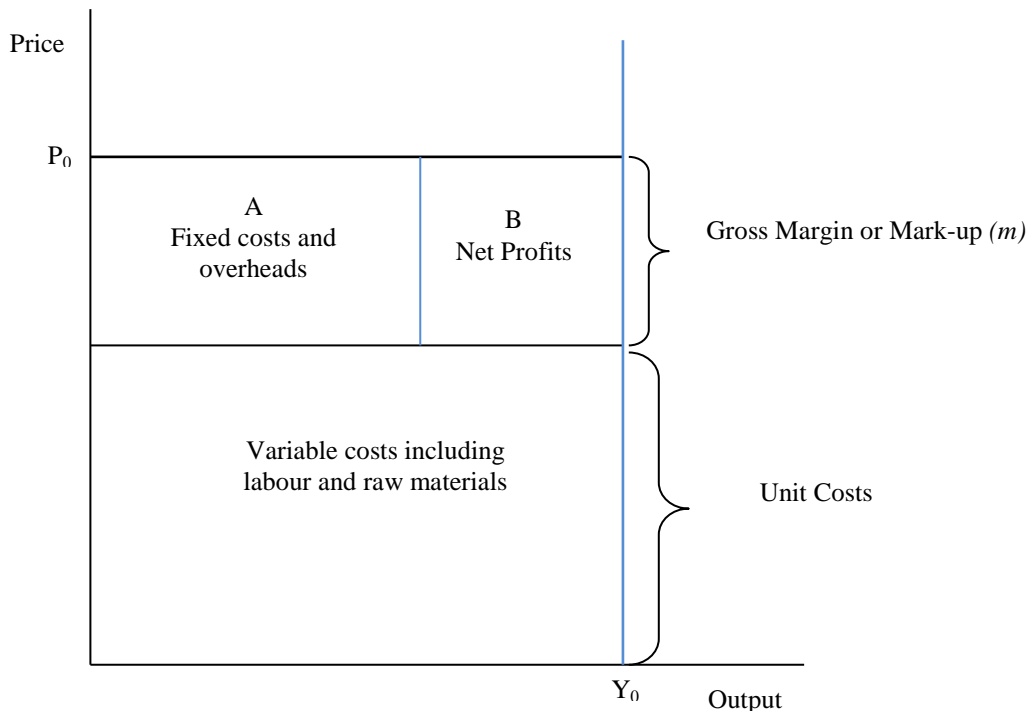 Price
P₀
A
Fixed costs and
overheads
B
Net Profits
Gross Margin or Mark-up (m)
Variable costs including
labour and raw materials
Unit Costs
Y₀
Output